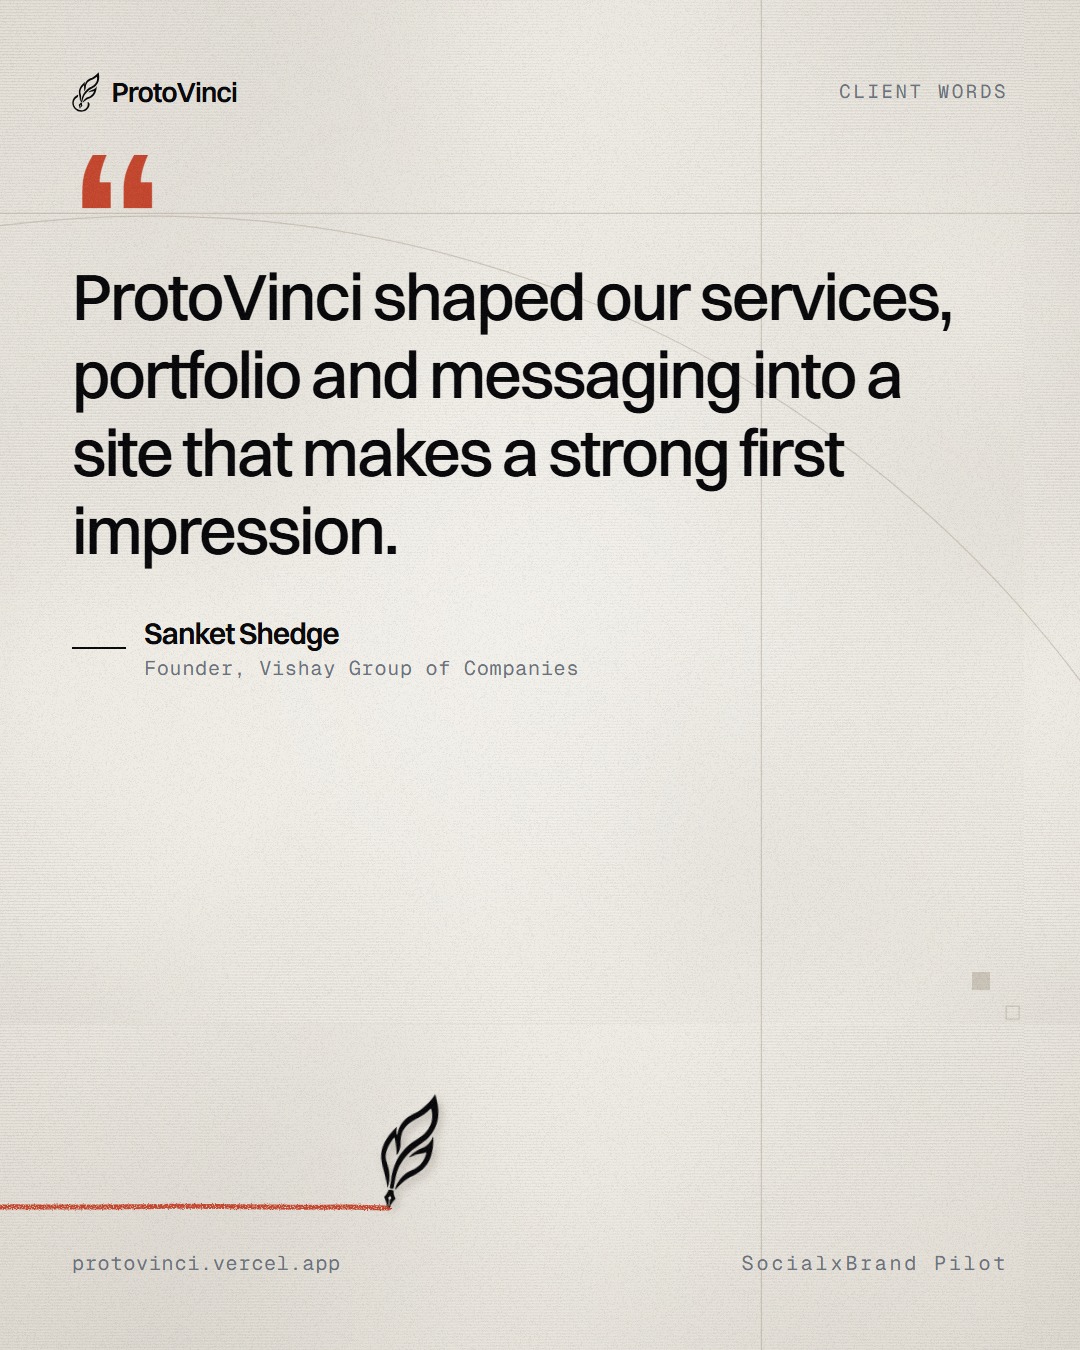 ProtoVinci
CLIENT WORDS
“
ProtoVinci shaped our services,
portfolio and messaging into a
site that makes a strong first
impression.
Sanket Shedge
Founder, Vishay Group of Companies
protovinci.vercel.app
SocialxBrand Pilot